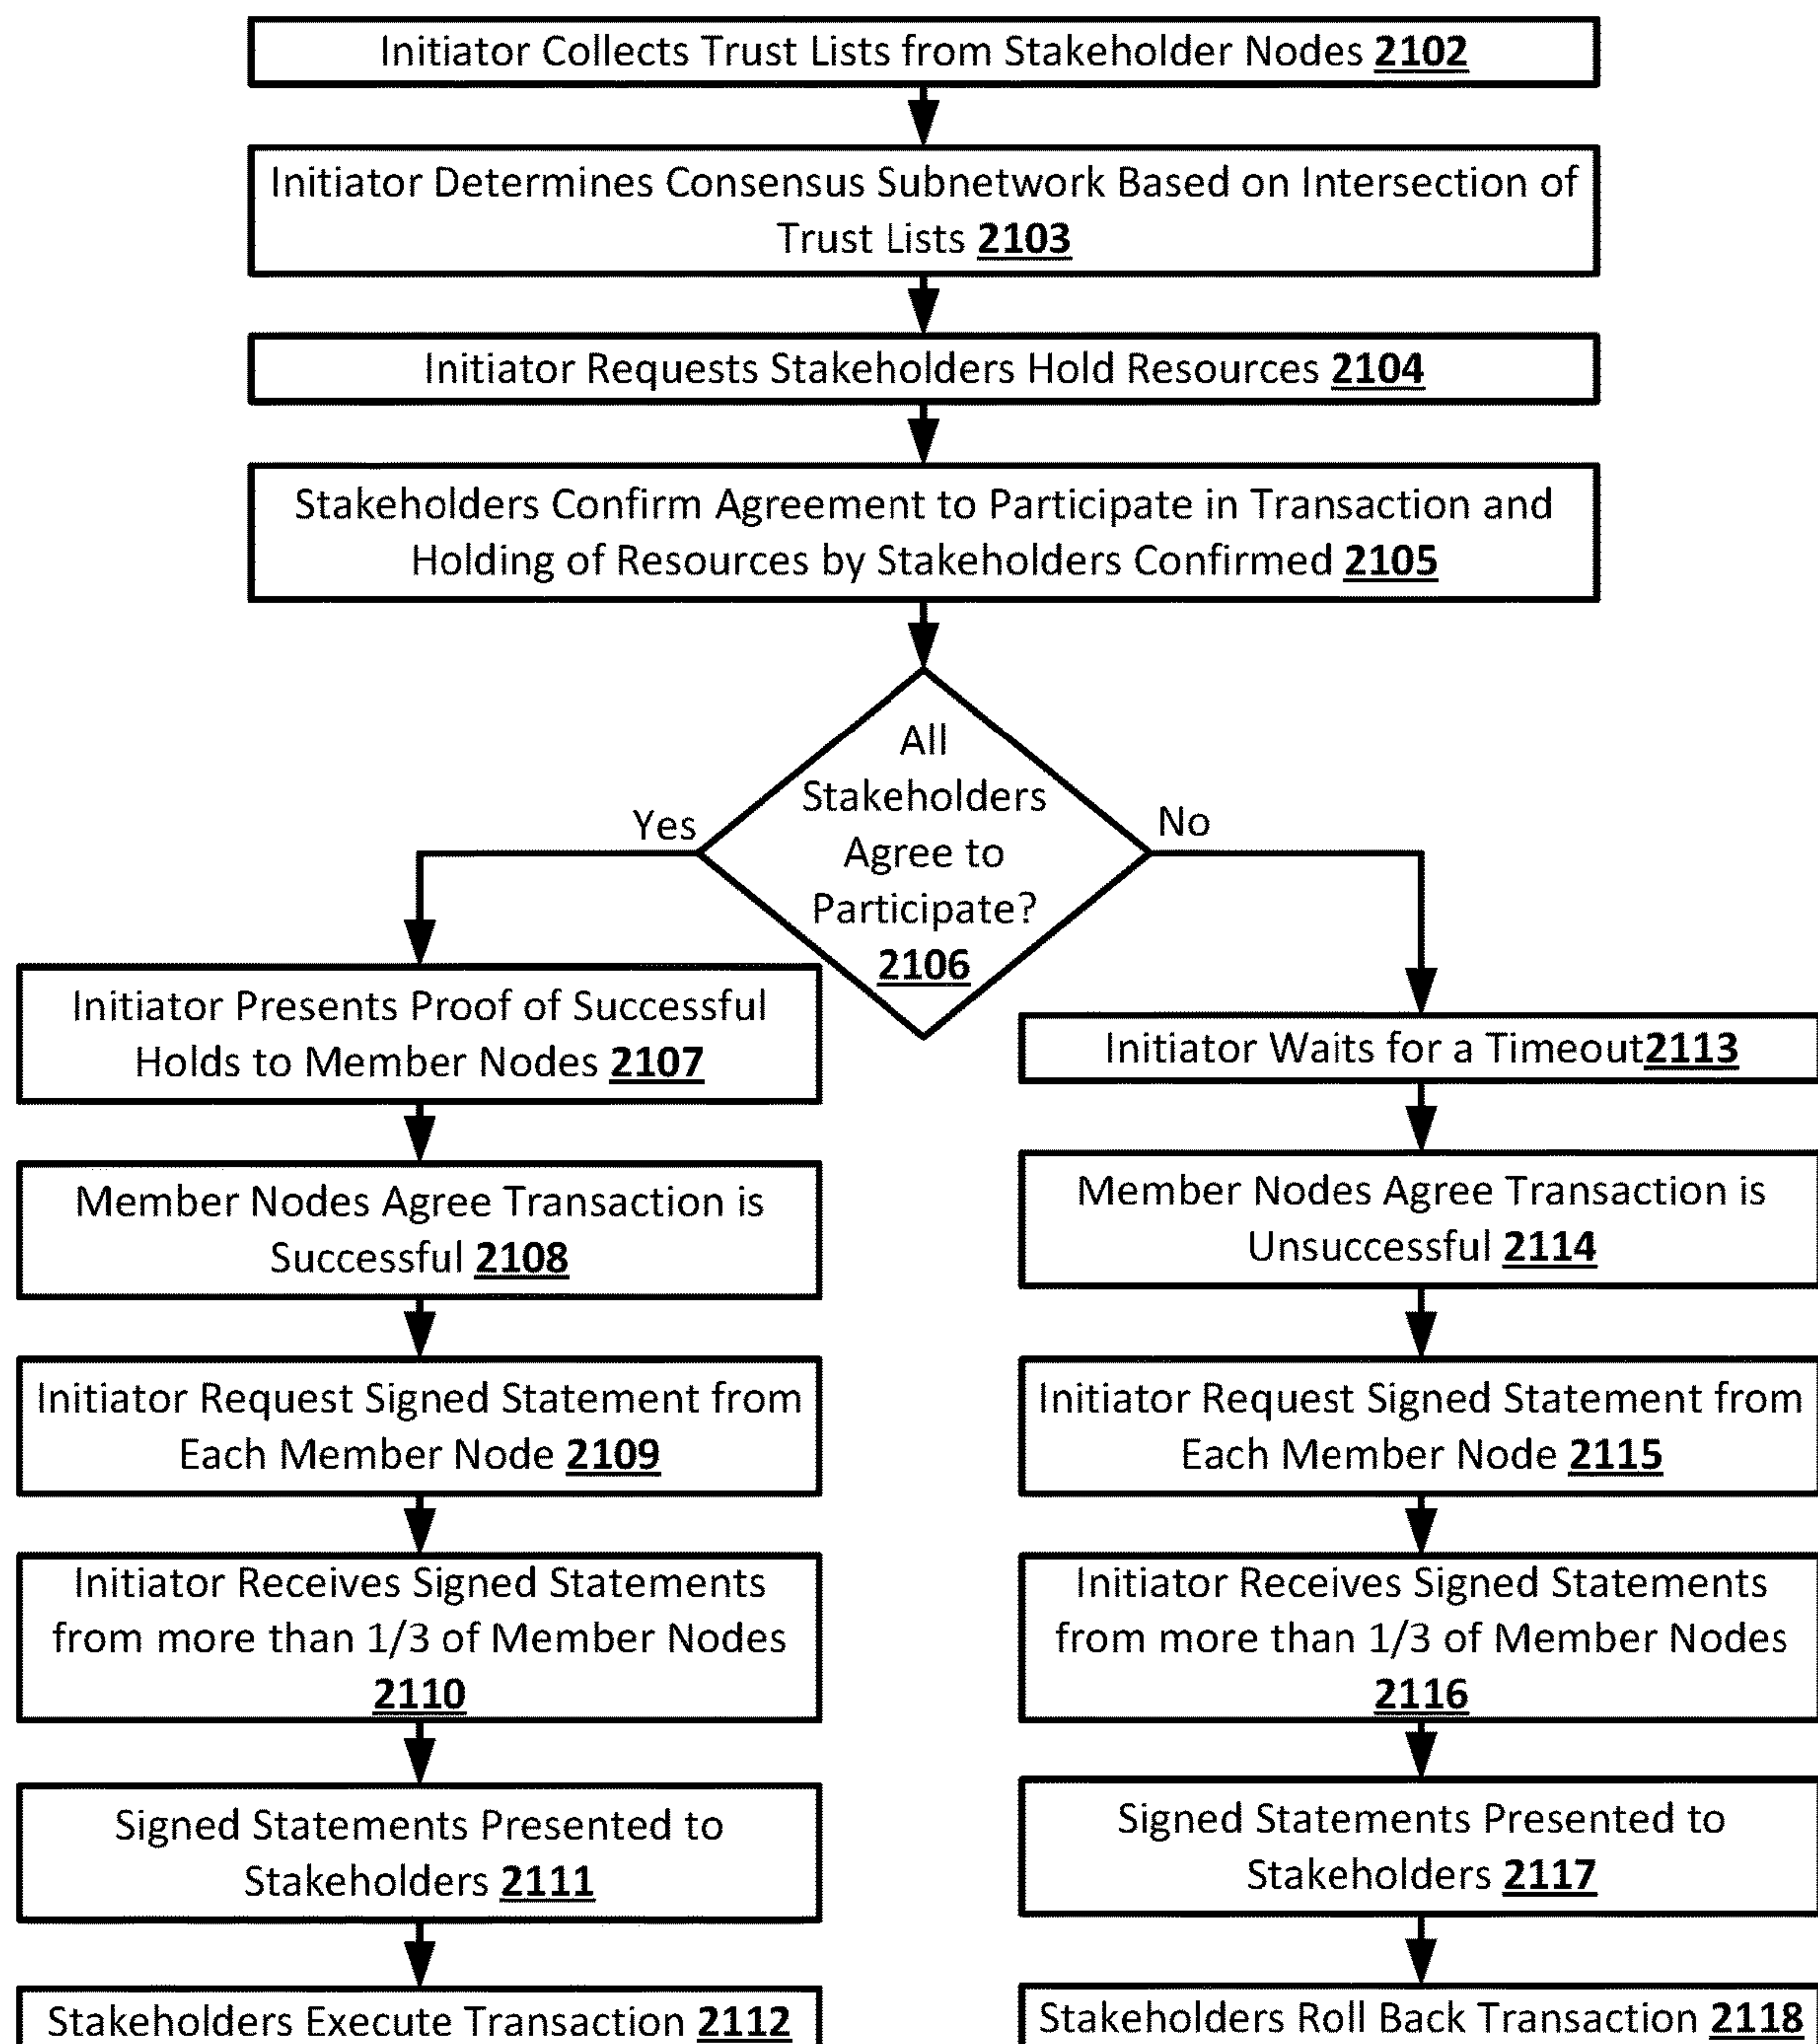 Initiator Collects Trust Lists from Stakeholder Nodes 2102
Initiator Determines Consensus Subnetwork Based on Intersection of
Trust Lists 2103
Initiator Requests Stakeholders Hold Resources 2104
Stakeholders Confirm Agreement to Participate in Transaction and
Holding of Resources by Stakeholders Confirmed 2105
All
Stakeholders
Agree to
Participate?
2106
Yes
No
Initiator Presents Proof of Successful
Holds to Member Nodes 2107
Member Nodes Agree Transaction is
Successful 2108
Initiator Request Signed Statement from
Each Member Node 2109
Initiator Receives Signed Statements
from more than 1/3 of Member Nodes
2110
Signed Statements Presented to
Stakeholders 2111
Stakeholders Execute Transaction 2112
Initiator Waits for a Timeout2113
Member Nodes Agree Transaction is
Unsuccessful 2114
Initiator Request Signed Statement from
Each Member Node 2115
Initiator Receives Signed Statements
from more than 1/3 of Member Nodes
2116
Signed Statements Presented to
Stakeholders 2117
Stakeholders Roll Back Transaction 2118